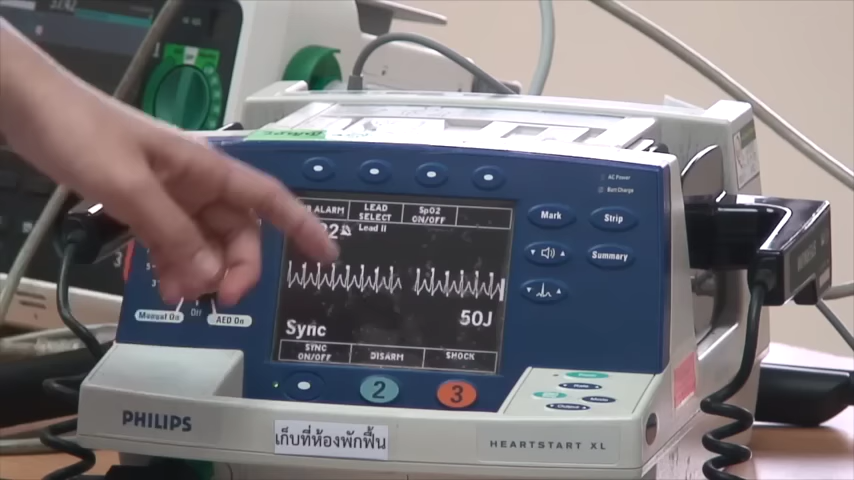 AC Power
Batt Charge
ALARM
LEAD SELECT
SpO2 ON/OFF
Lead II
Mark
Strip
Summary
Sync
50J
SYNC ON/OFF
DISARM
SHOCK
Manual On
Off
AED On
2
3
PHILIPS
เก็บที่ห้องพักฟื้น
HEARTSTART XL